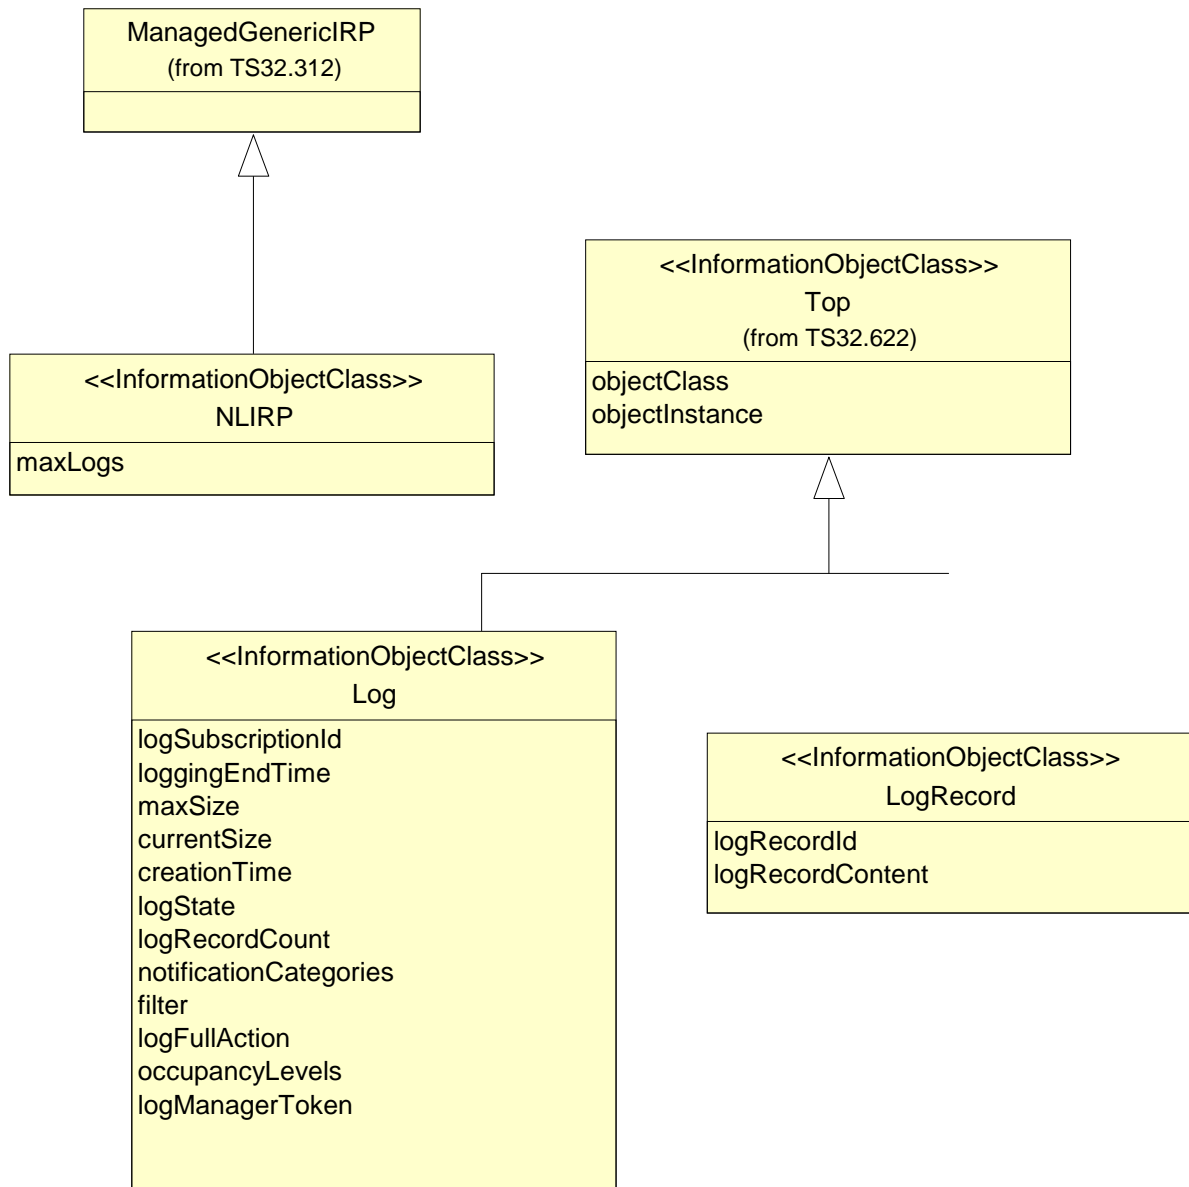 ManagedGenericIRP
(from TS32.312)
<<InformationObjectClass>>
Top
(from TS32.622)
objectClass
objectInstance
<<InformationObjectClass>>
NLIRP
maxLogs
<<InformationObjectClass>>
Log
logSubscriptionId
loggingEndTime
maxSize
currentSize
creationTime
logState
logRecordCount
notificationCategories
filter
logFullAction
occupancyLevels
logManagerToken
<<InformationObjectClass>>
LogRecord
logRecordId
logRecordContent